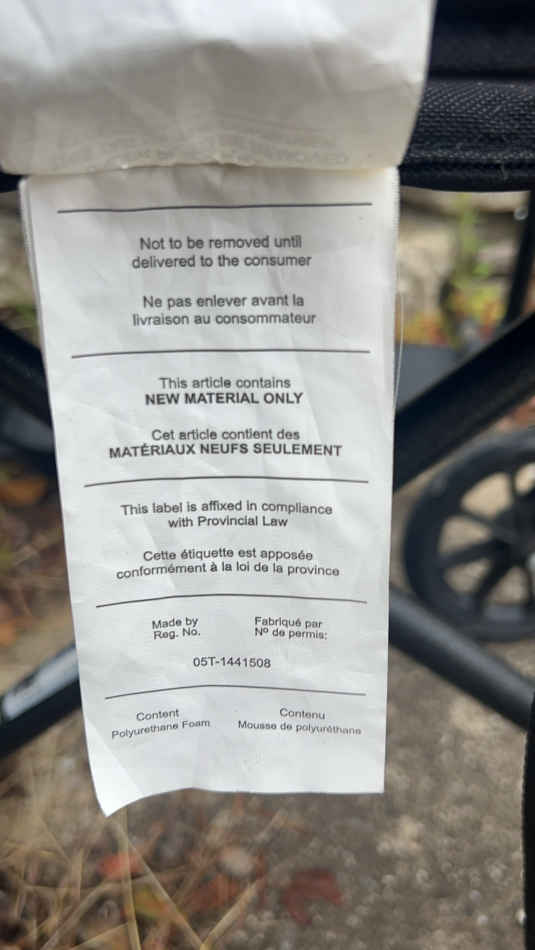 Not to be removed until
delivered to the consumer
Ne pas enlever avant la
livraison au consommateur
This article contains
NEW MATERIAL ONLY
Cet article contient des
MATÉRIAUX NEUFS SEULEMENT
This label is affixed in compliance
with Provincial Law
Cette étiquette est apposée
conformément à la loi de la province
Made by
Reg. No.
Fabriqué par
Nº de permis:
05T-1441508
Content
Polyurethane Foam
Contenu
Mousse de polyuréthane